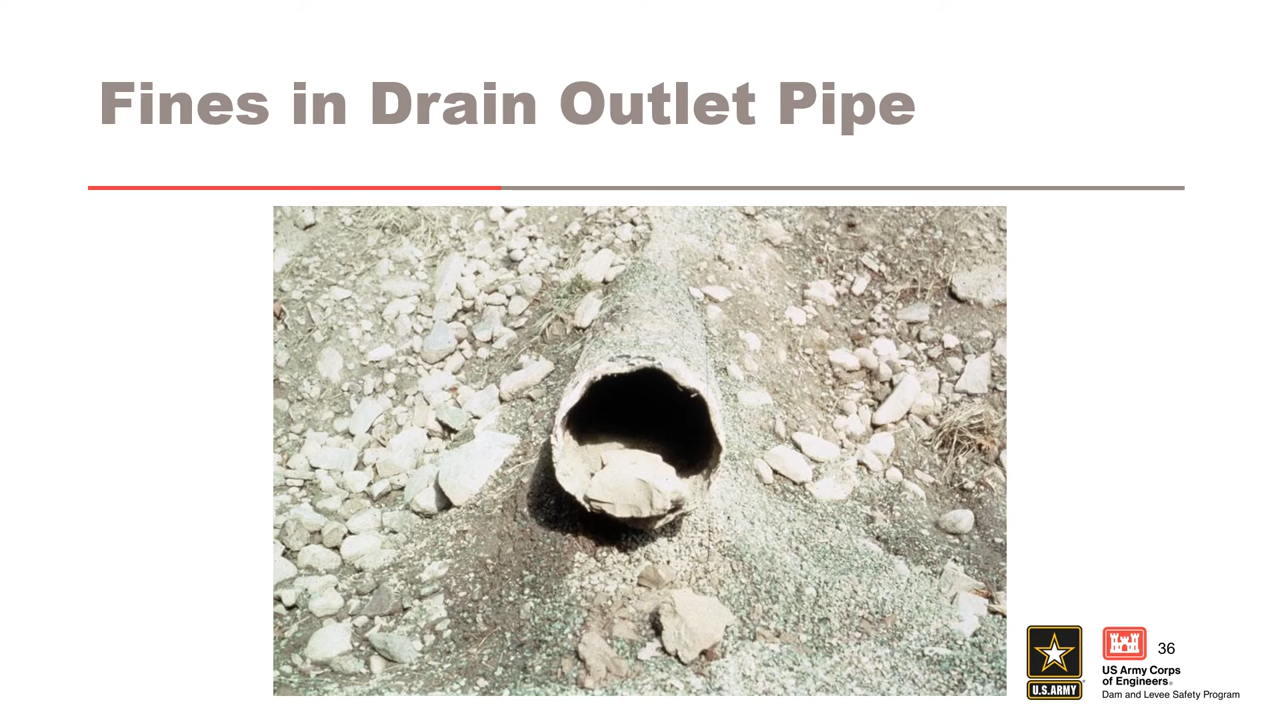 Fines in Drain Outlet Pipe
36
U.S.ARMY
US Army Corps
of Engineers®
Dam and Levee Safety Program